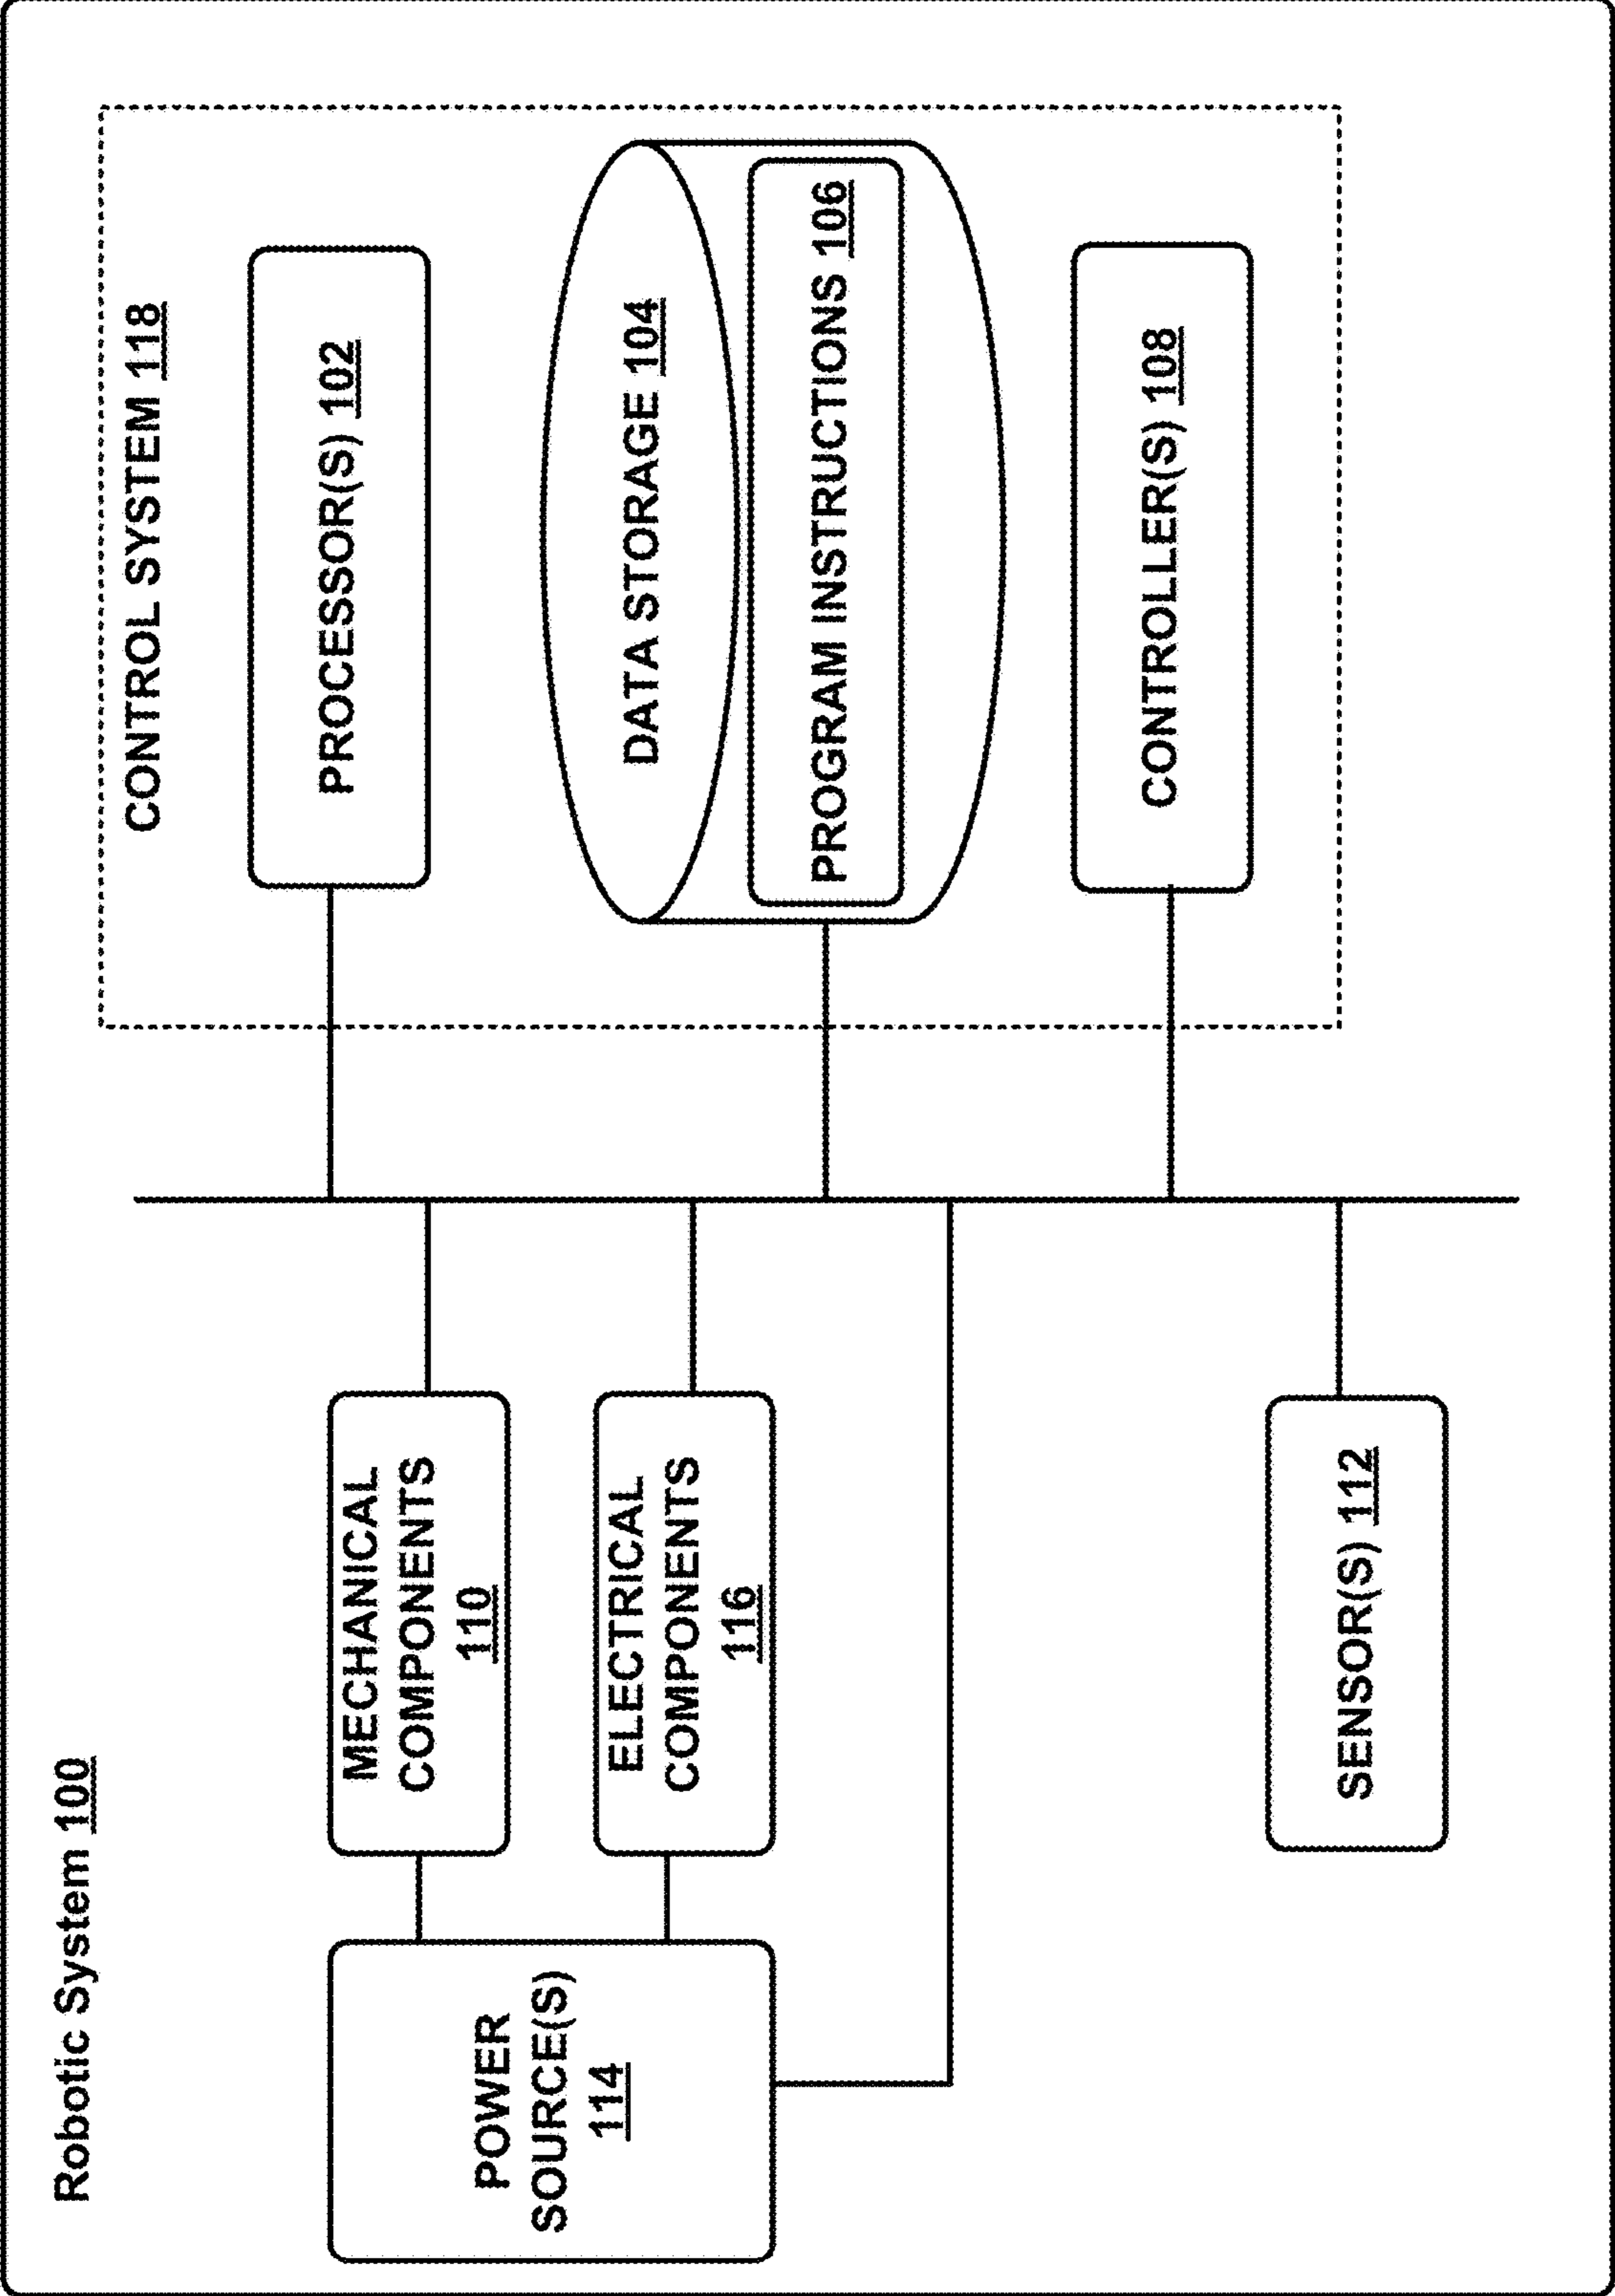 Robotic System 100
POWER
SOURCE(S)
114
MECHANICAL
COMPONENTS
110
ELECTRICAL
COMPONENTS
116
SENSOR(S) 112
CONTROL SYSTEM 118
PROCESSOR(S) 102
DATA STORAGE 104
PROGRAM INSTRUCTIONS 106
CONTROLLER(S) 108